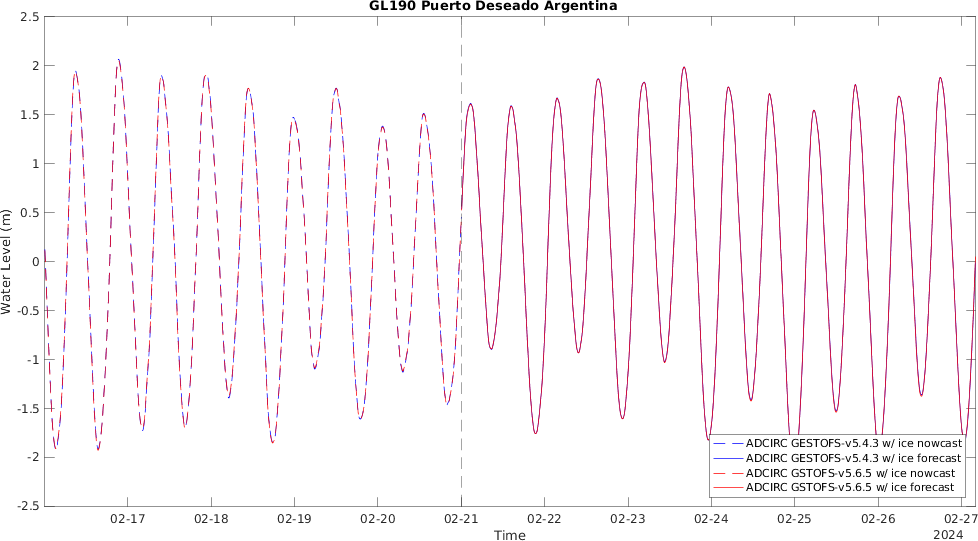 GL190 Puerto Deseado Argentina
2.5
2
1.5
1
0.5
0
-0.5
-1
-1.5
-2
-2.5
Water Level (m)
ADCIRC GESTOFS-v5.4.3 w/ ice nowcast
ADCIRC GESTOFS-v5.4.3 w/ ice forecast
ADCIRC GSTOFS-v5.6.5 w/ ice nowcast
ADCIRC GSTOFS-v5.6.5 w/ ice forecast
02-17 02-18 02-19 02-20 02-21 02-22 02-23 02-24 02-25 02-26 02-27
Time
2024